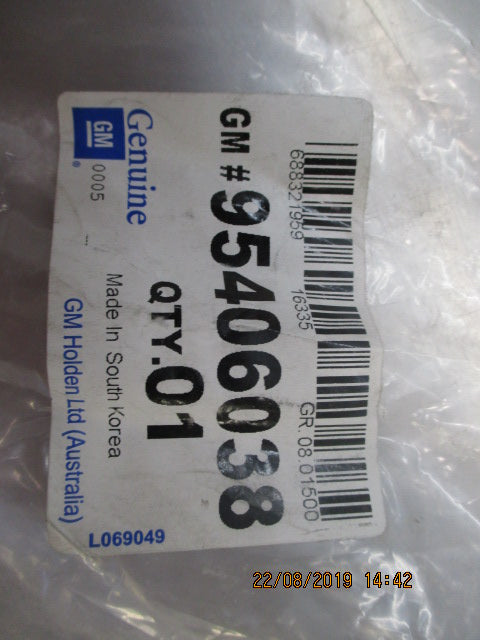 688321959 16335 GR.08.01500
GM # 95406038
QTY.01
Genuine
GM
®
0005
Made In South Korea
GM Holden Ltd (Australia)
L069049
22/08/2019 14:42